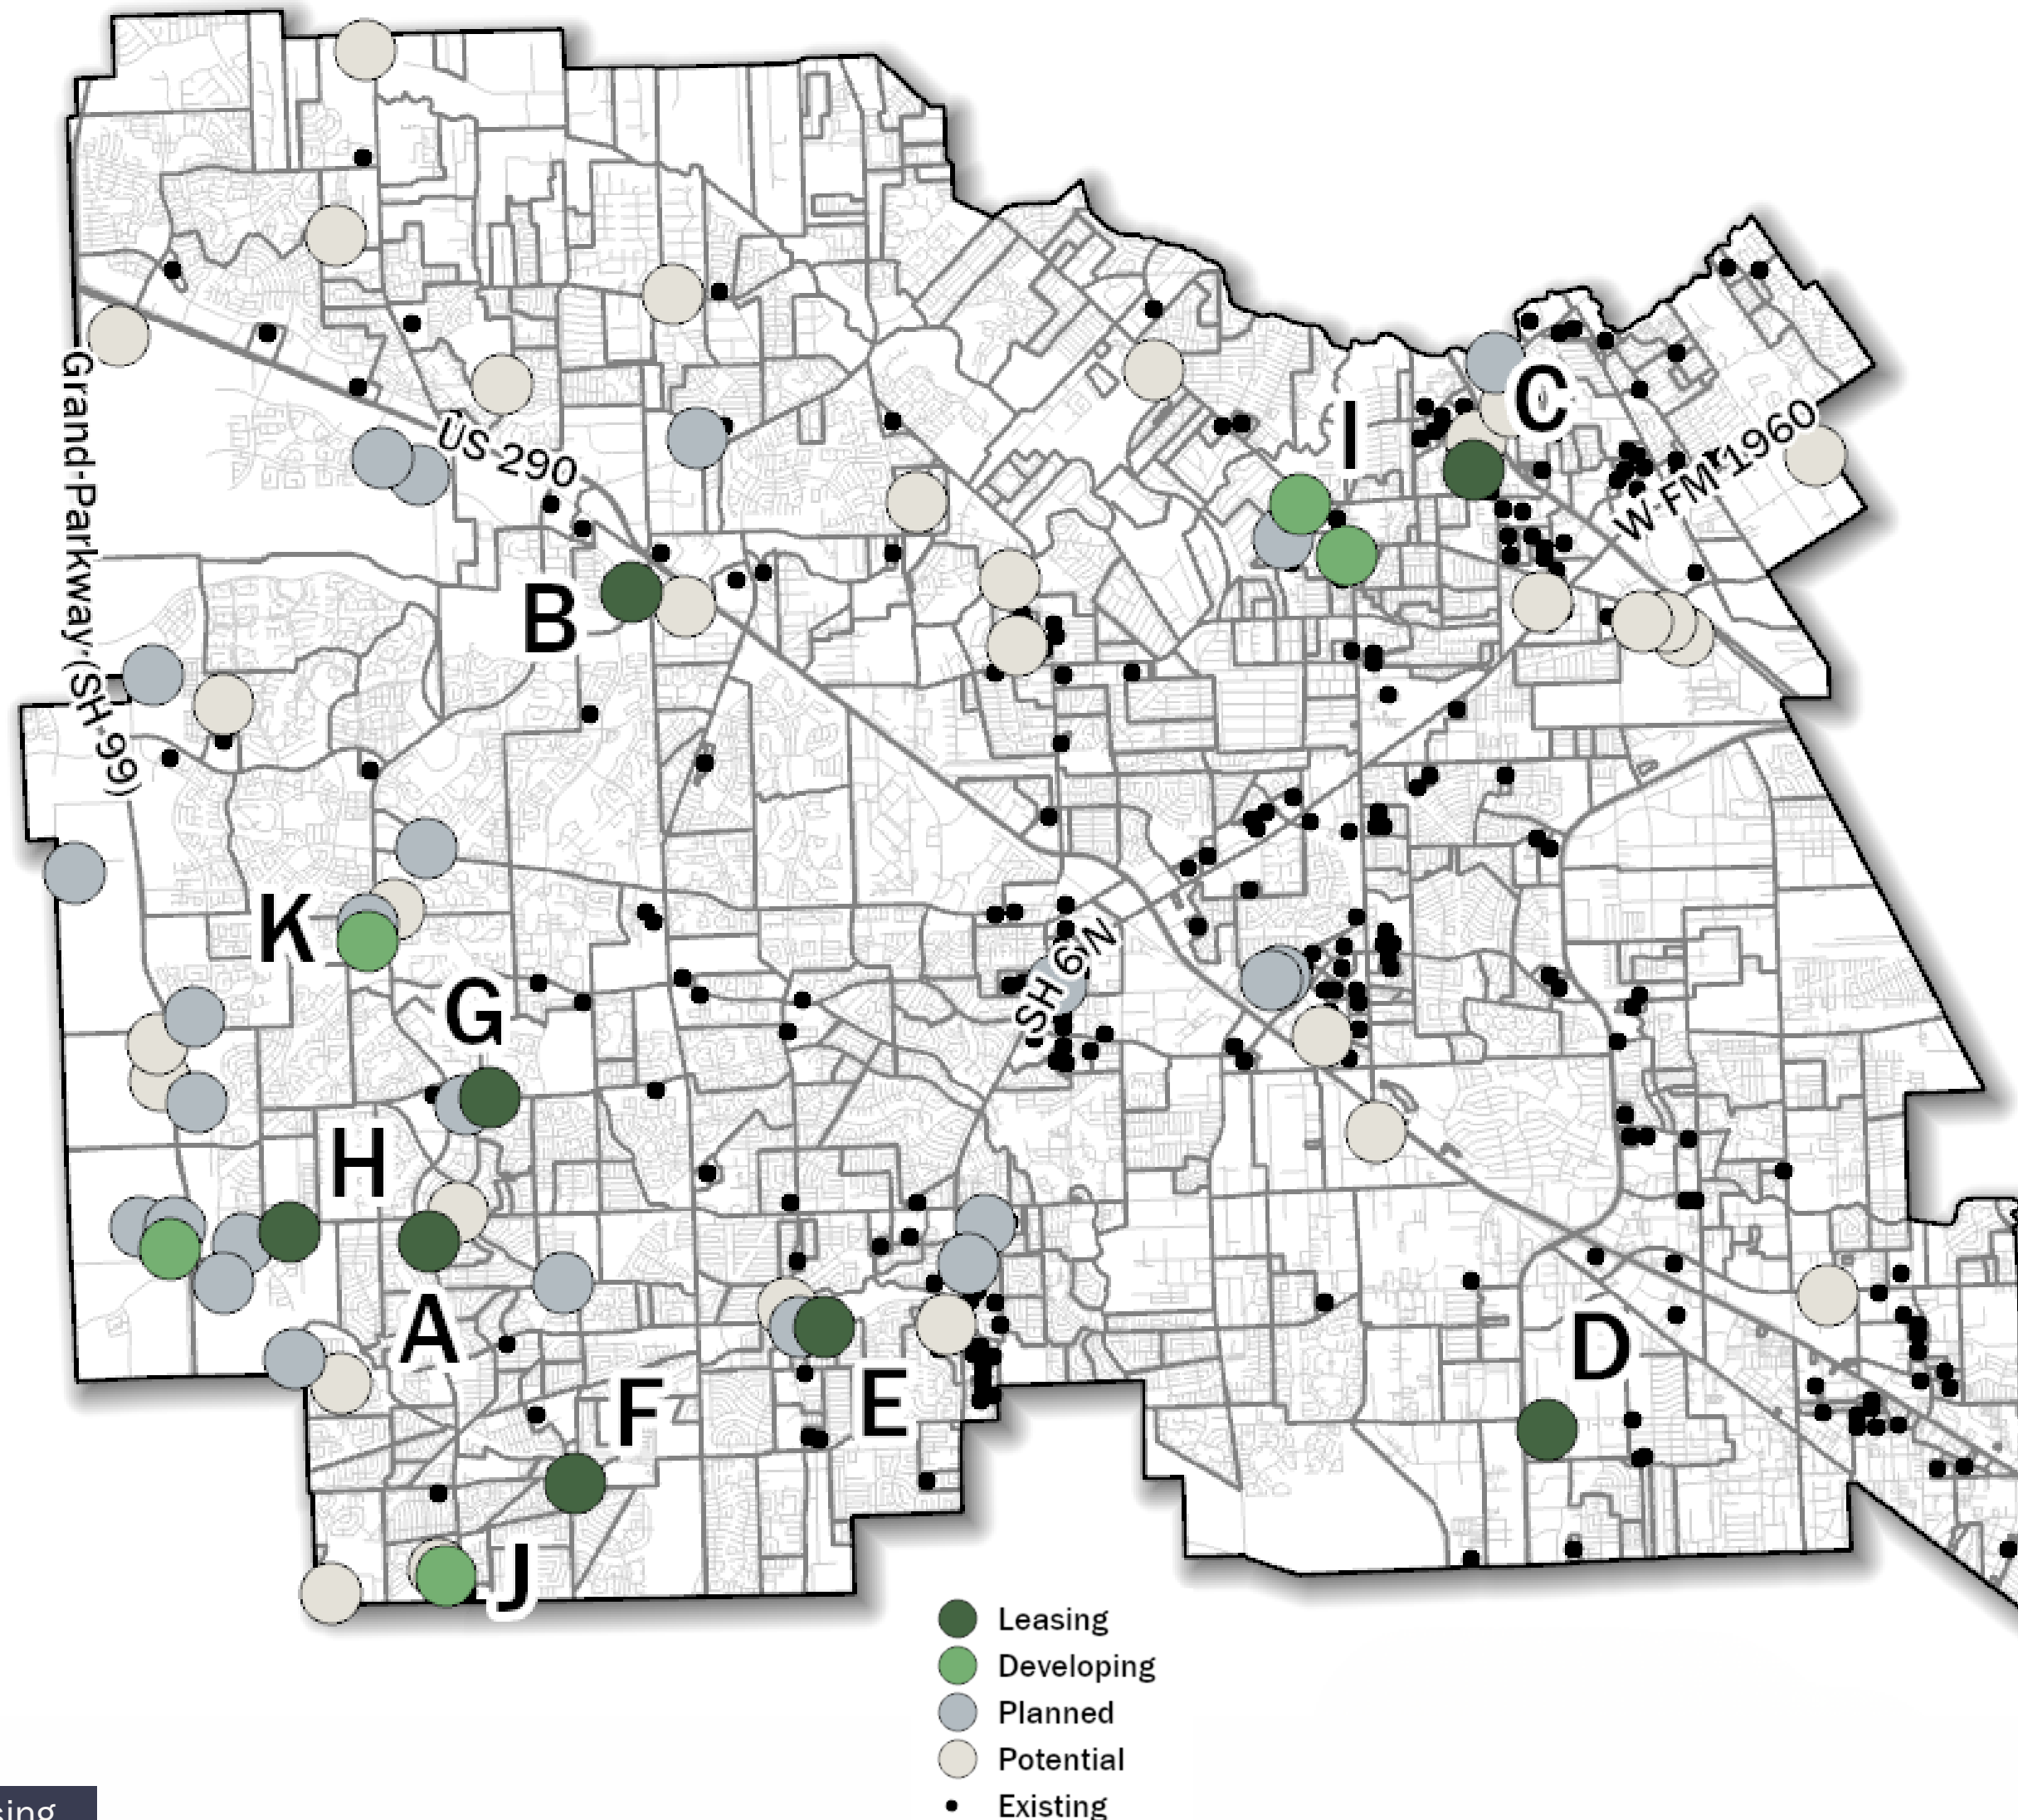 C
I
W-FM-1960
US-290
Grand-Parkway-(SH-99)
B
K
SH 6 N
G
H
A
D
F
E
J
Leasing
Developing
Planned
Potential
Existing